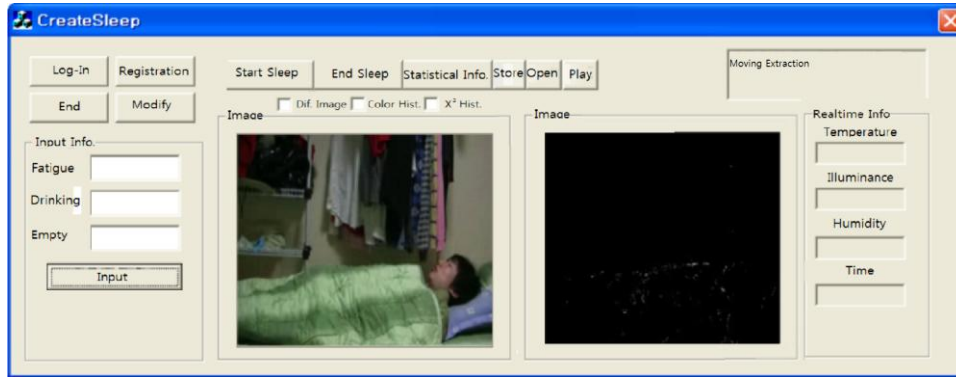 CreateSleep
Log-In
Registration
Start Sleep
End Sleep
Statistical Info.
Store
Open
Play
Moving Extraction
End
Modify
Dif. Image
Color Hist.
X² Hist.
Image
Image
Realtime Info
Temperature
Illuminance
Humidity
Time
Input Info.
Fatigue
Drinking
Empty
Input